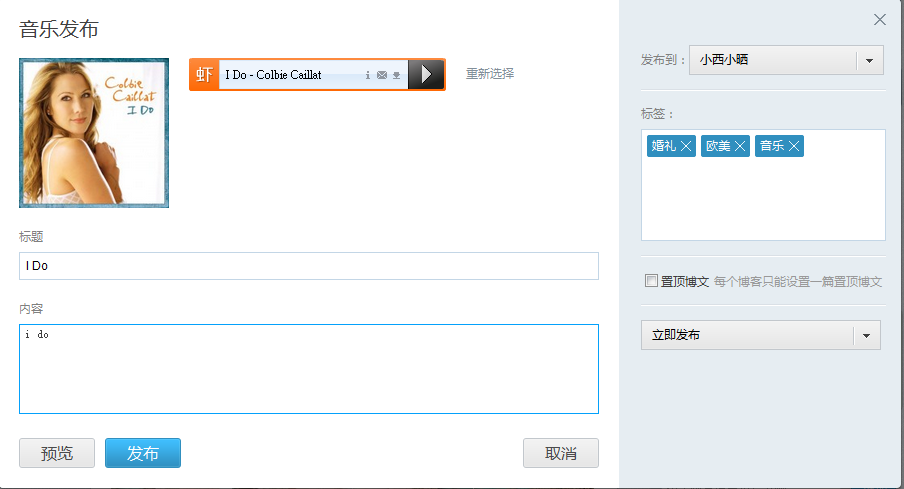 音乐发布
Colbie
Caillat
I Do
虾 I Do - Colbie Caillat
重新选择
标题
I Do
内容
i do
预览
发布
取消
发布到：
小西小晒
标签：
婚礼 欧美 音乐
置顶博文 每个博客只能设置一篇置顶博文
立即发布